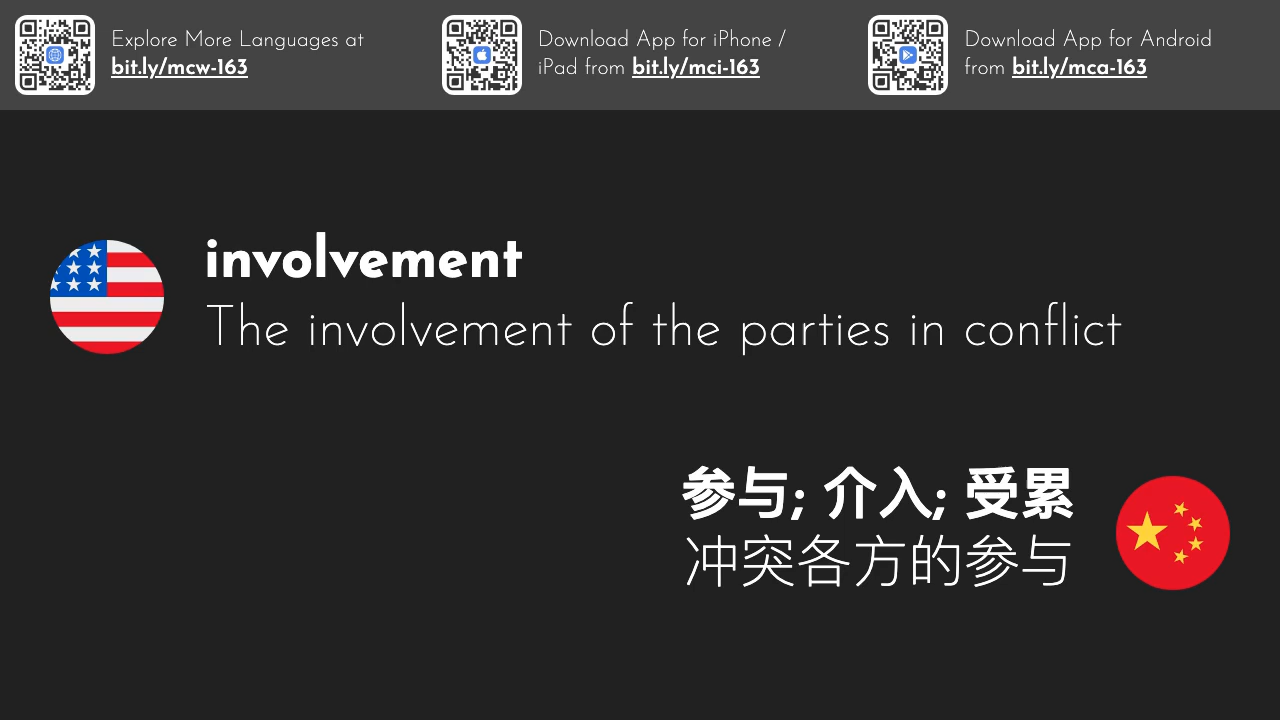 Explore More Languages at
bit.ly/mcw-163
Download App for iPhone /
iPad from bit.ly/mci-163
Download App for Android
from bit.ly/mca-163
involvement
The involvement of the parties in conflict
参与; 介入; 受累
冲突各方的参与